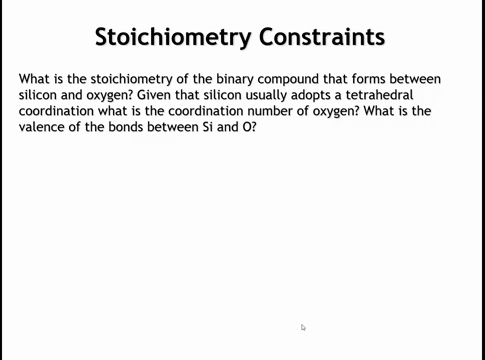 Stoichiometry Constraints
What is the stoichiometry of the binary compound that forms between
silicon and oxygen? Given that silicon usually adopts a tetrahedral
coordination what is the coordination number of oxygen? What is the
valence of the bonds between Si and O?